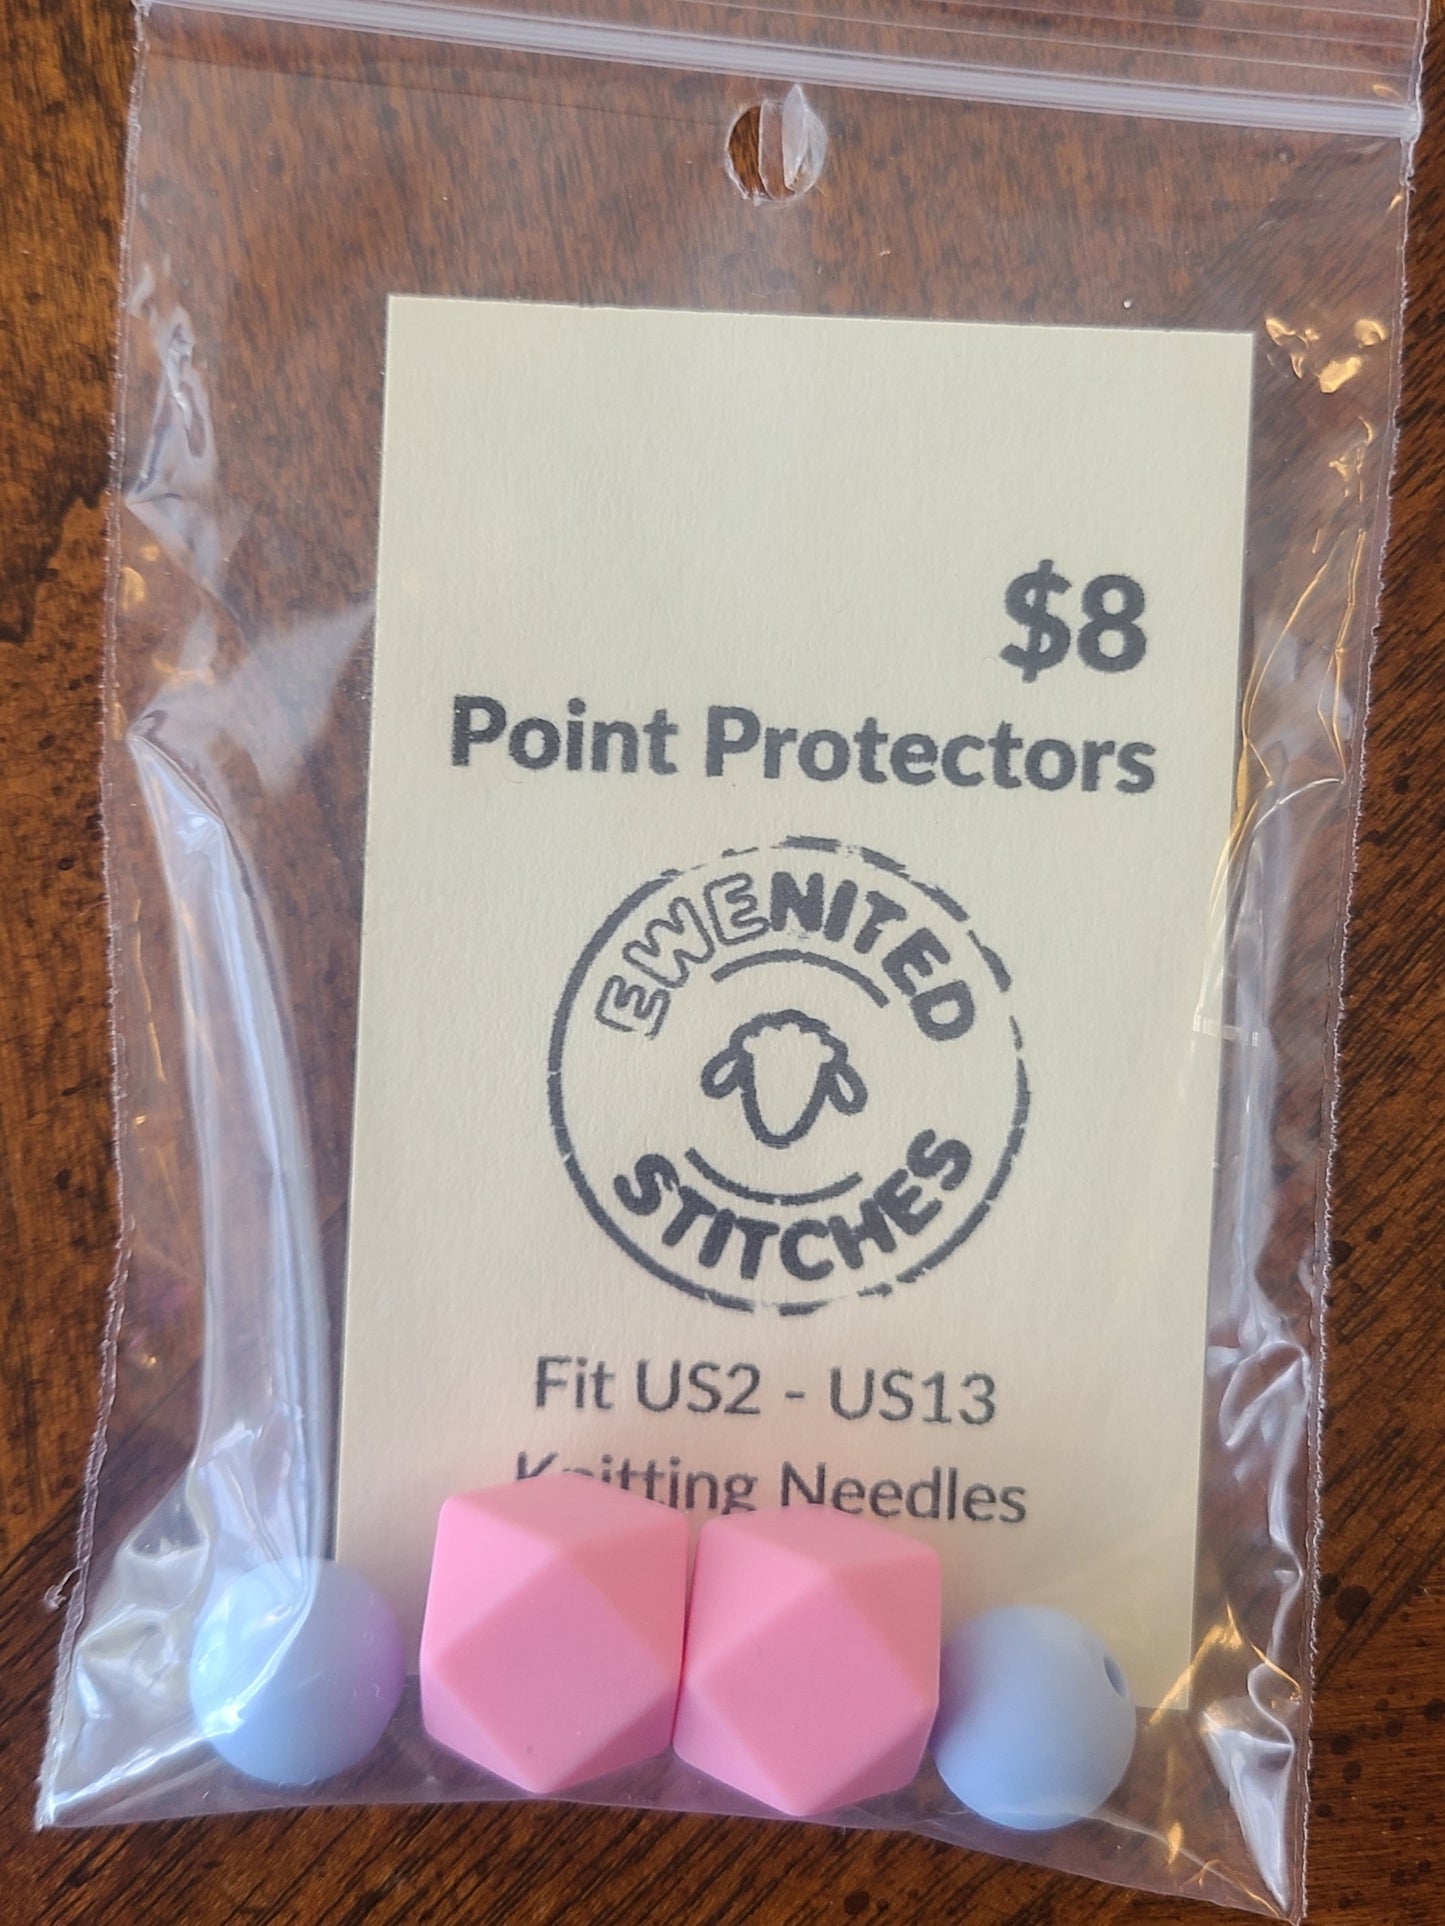 $8
Point Protectors
EWENITED
STITCHES
Fit US2 - US13
Knitting Needles